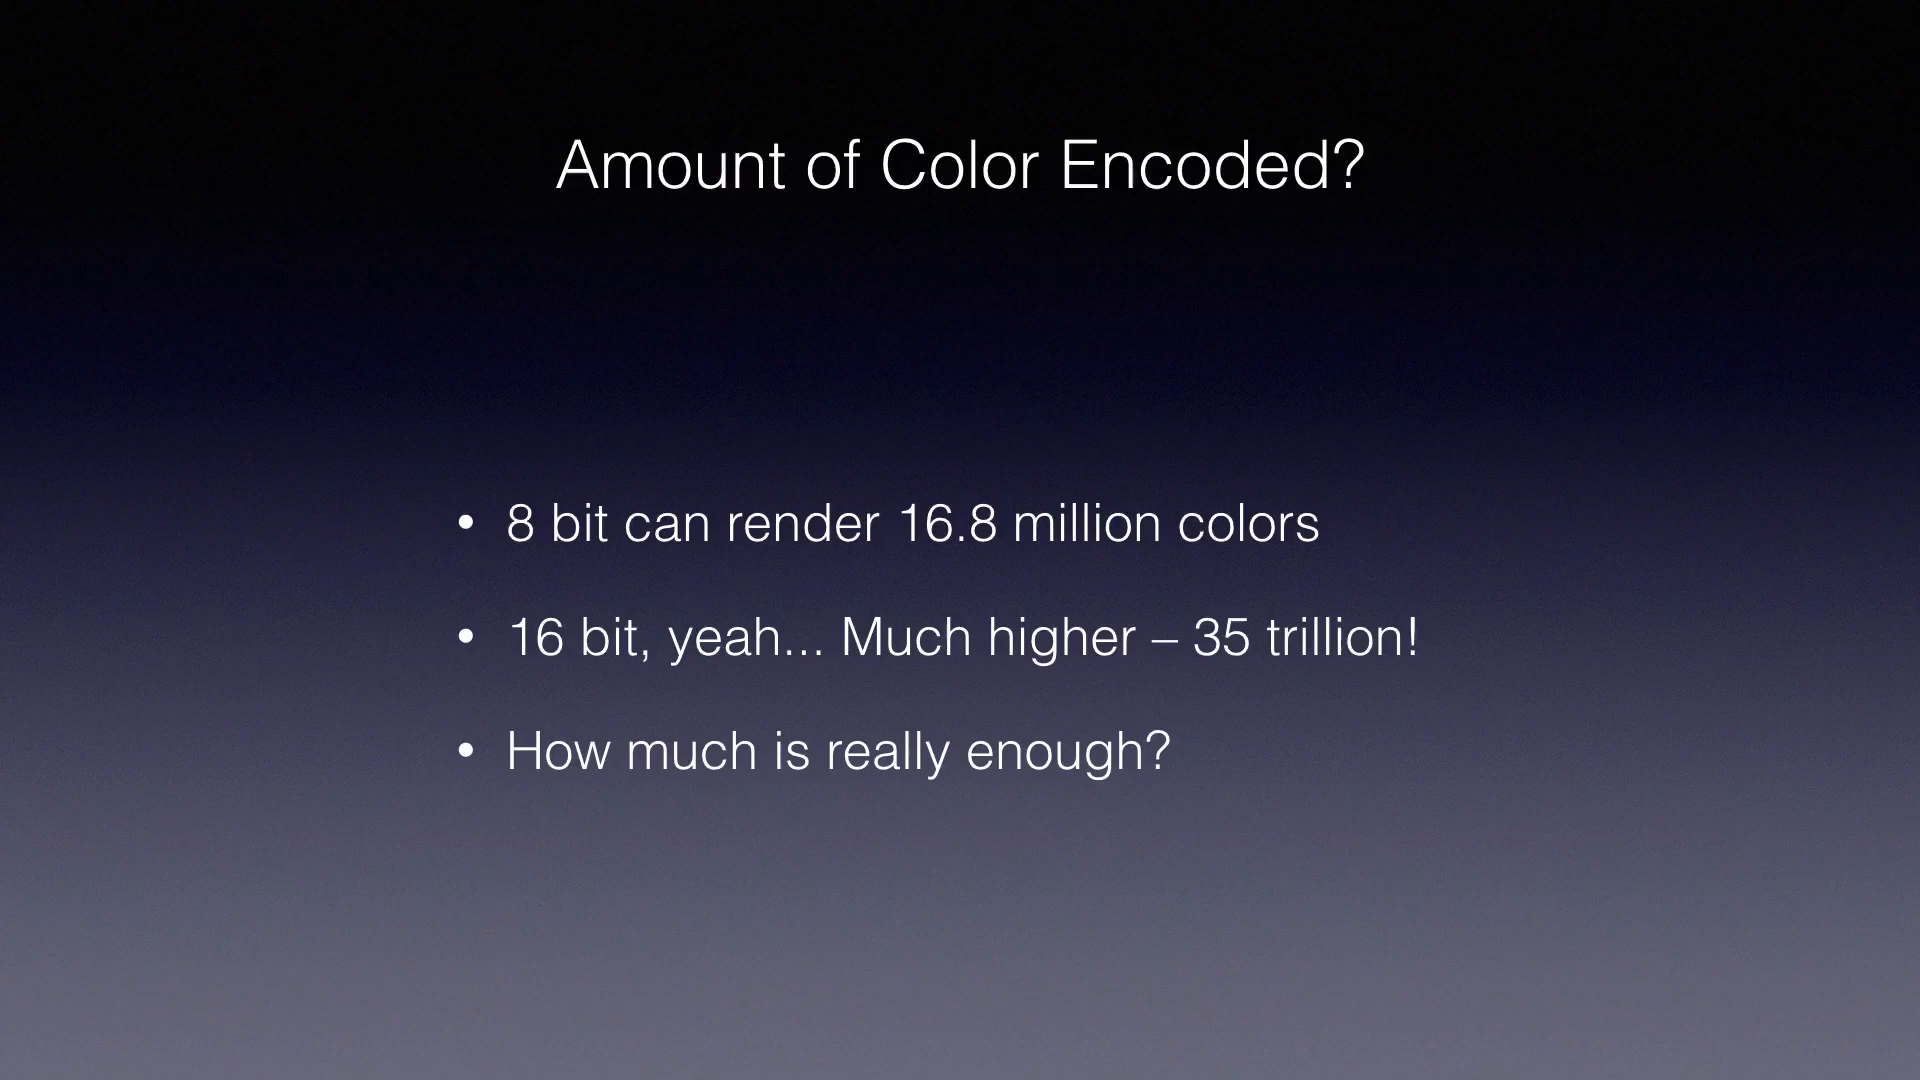 Amount of Color Encoded?
• 8 bit can render 16.8 million colors
• 16 bit, yeah... Much higher – 35 trillion!
• How much is really enough?